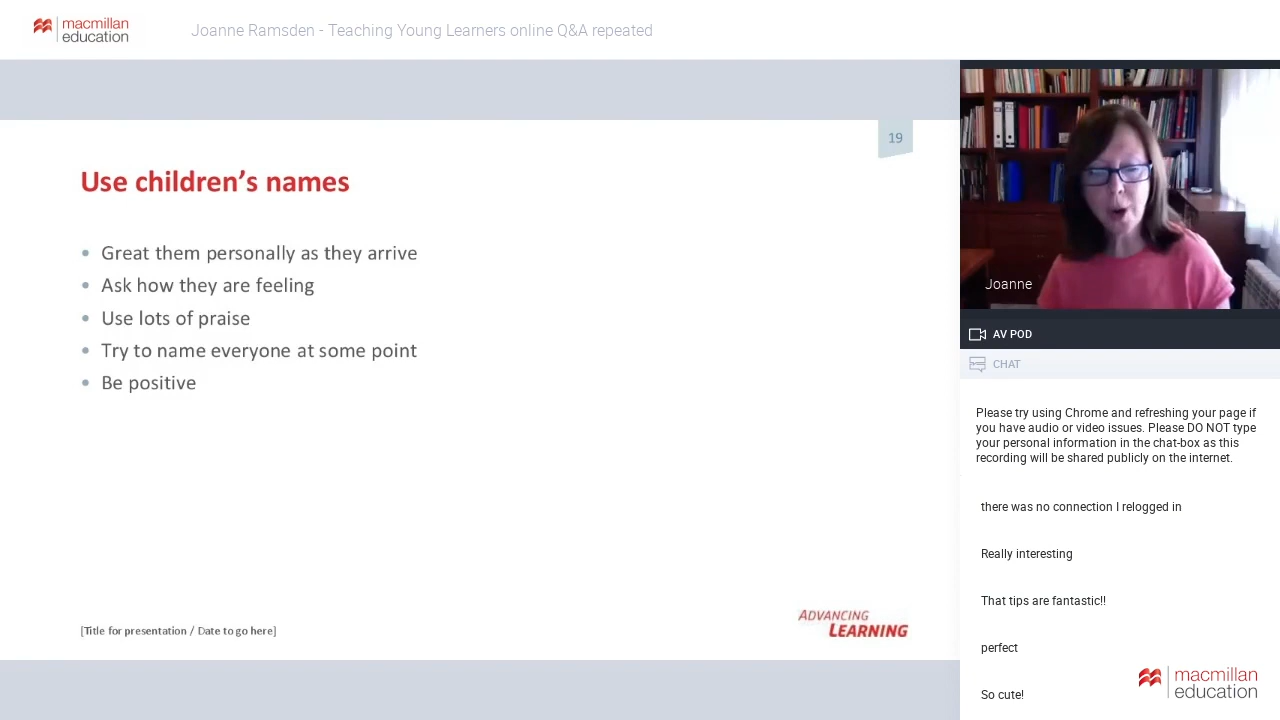 macmillan
education
Joanne Ramsden - Teaching Young Learners online Q&A repeated
19
Use children's names
• Great them personally as they arrive
• Ask how they are feeling
• Use lots of praise
• Try to name everyone at some point
• Be positive
[Title for presentation / Date to go here]
ADVANCING
LEARNING
Joanne
AV POD
CHAT
Please try using Chrome and refreshing your page if
you have audio or video issues. Please DO NOT type
your personal information in the chat-box as this
recording will be shared publicly on the internet.
there was no connection I relogged in
Really interesting
That tips are fantastic!!
perfect
So cute!
macmillan
education